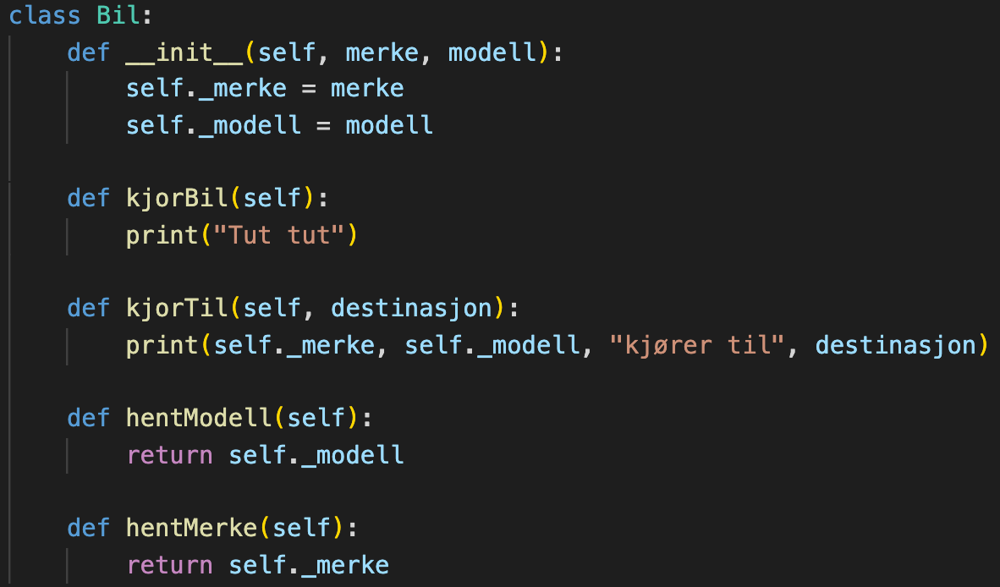 class Bil:
    def __init__(self, merke, modell):
        self._merke = merke
        self._modell = modell

    def kjorBil(self):
        print("Tut tut")

    def kjorTil(self, destinasjon):
        print(self._merke, self._modell, "kjører til", destinasjon)

    def hentModell(self):
        return self._modell

    def hentMerke(self):
        return self._merke